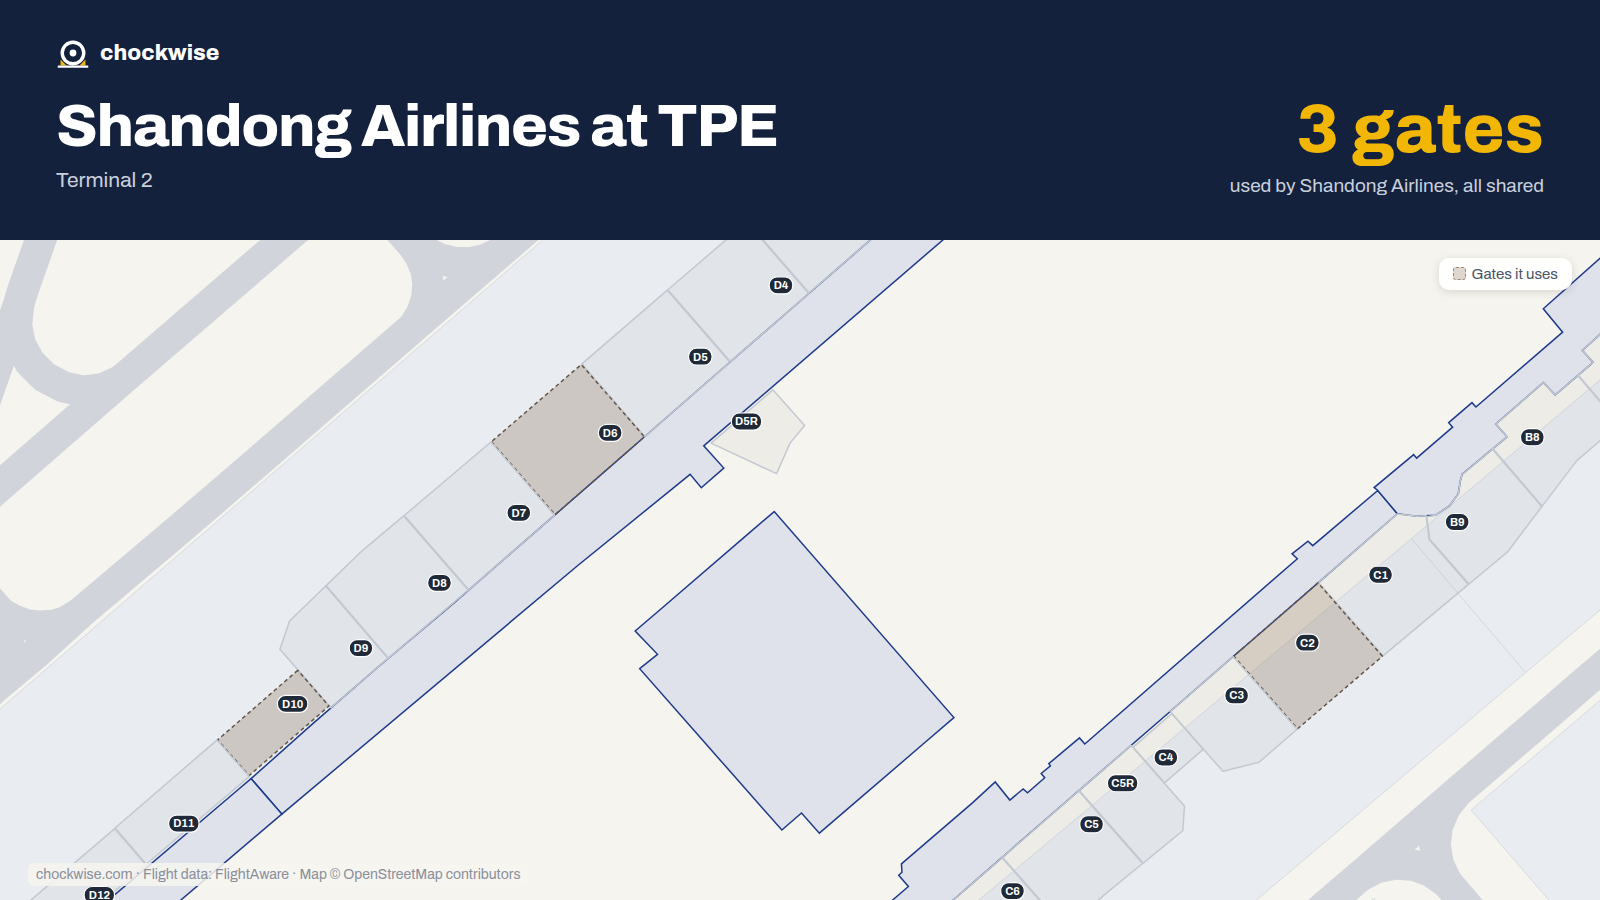 chockwise
Shandong Airlines at TPE
Terminal 2
3 gates
used by Shandong Airlines, all shared
Gates it uses
D4
D5
D5R
D6
D7
D8
D9
D10
D11
D12
B8
B9
C1
C2
C3
C4
C5R
C5
C6
chockwise.com · Flight data: FlightAware · Map © OpenStreetMap contributors